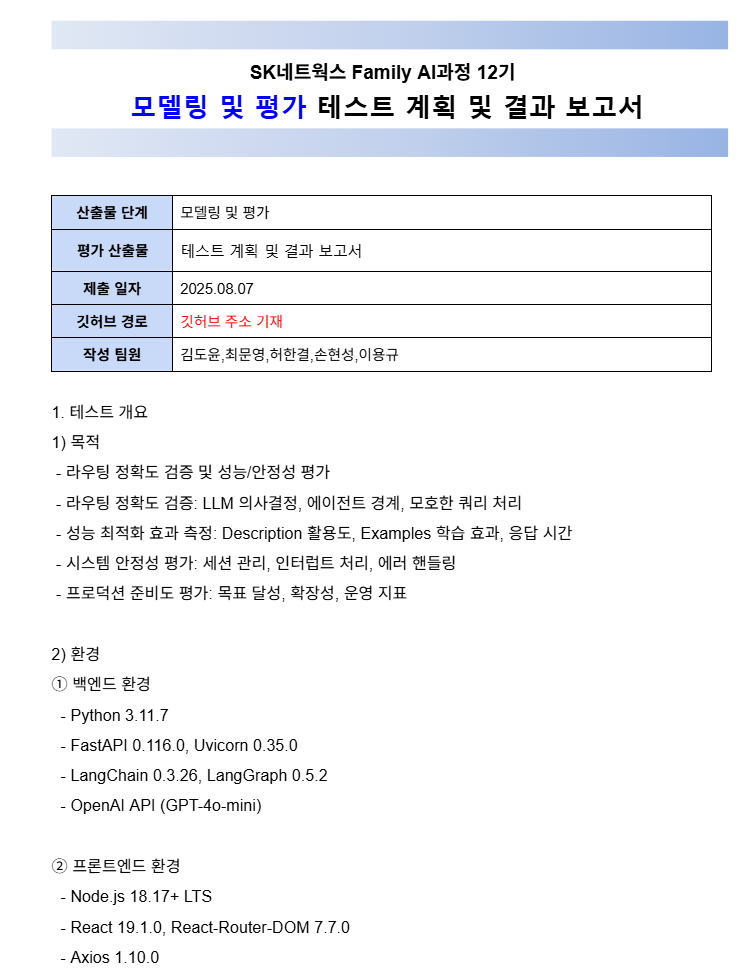 SK네트웍스 Family AI과정 12기
모델링 및 평가 테스트 계획 및 결과 보고서
산출물 단계 모델링 및 평가
평가 산출물 테스트 계획 및 결과 보고서
제출 일자 2025.08.07
깃허브 경로 깃허브 주소 기재
작성 팀원 김도윤,최문영,허한결,손현성,이용규
1. 테스트 개요
1) 목적
- 라우팅 정확도 검증 및 성능/안정성 평가
- 라우팅 정확도 검증: LLM 의사결정, 에이전트 경계, 모호한 쿼리 처리
- 성능 최적화 효과 측정: Description 활용도, Examples 학습 효과, 응답 시간
- 시스템 안정성 평가: 세션 관리, 인터럽트 처리, 에러 핸들링
- 프로덕션 준비도 평가: 목표 달성, 확장성, 운영 지표
2) 환경
① 백엔드 환경
- Python 3.11.7
- FastAPI 0.116.0, Uvicorn 0.35.0
- LangChain 0.3.26, LangGraph 0.5.2
- OpenAI API (GPT-4o-mini)
② 프론트엔드 환경
- Node.js 18.17+ LTS
- React 19.1.0, React-Router-DOM 7.7.0
- Axios 1.10.0